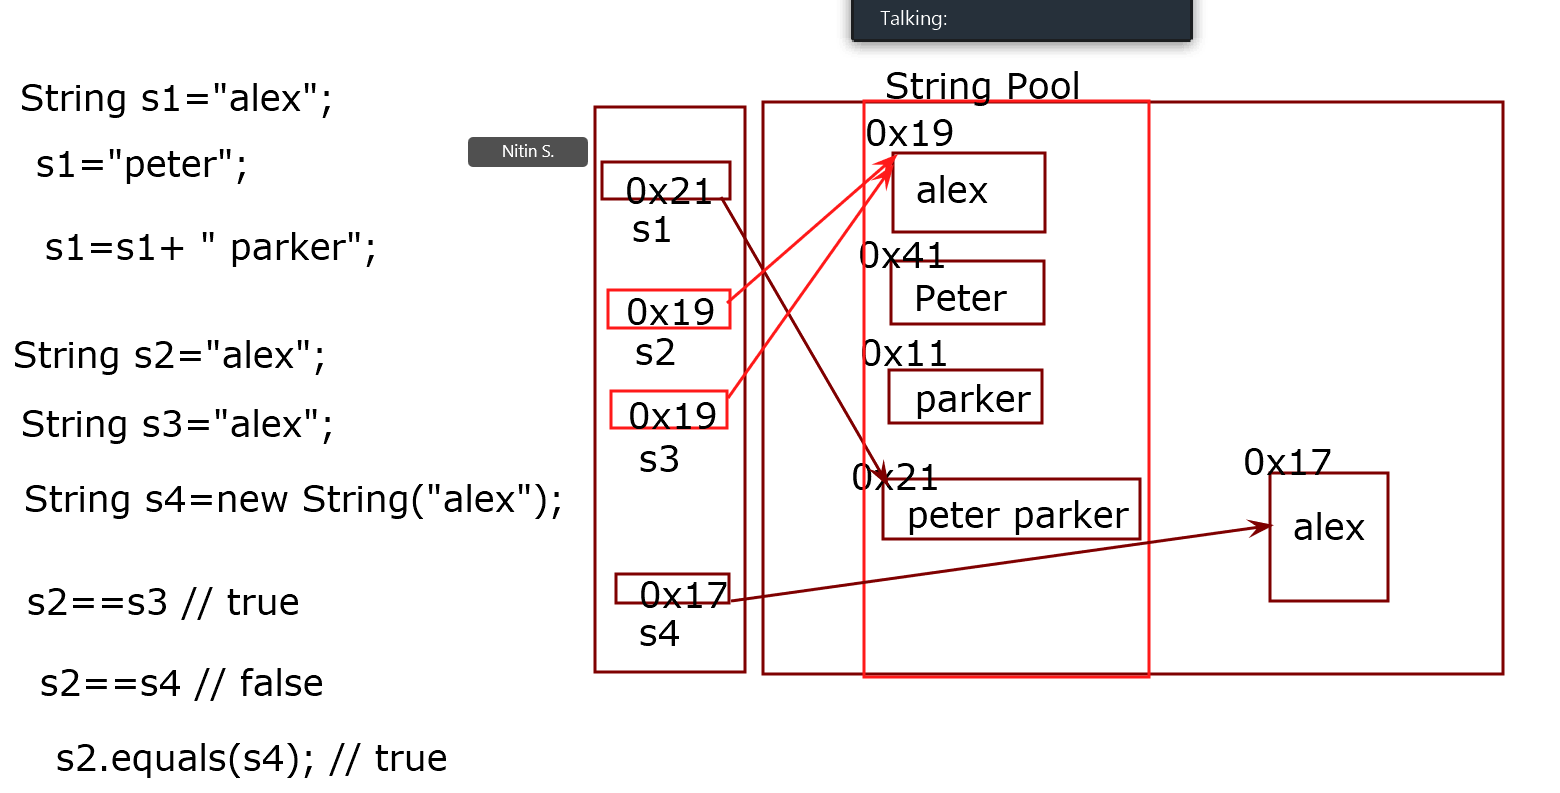 Talking:
String s1="alex";
s1="peter";
s1=s1+ " parker";
String s2="alex";
String s3="alex";
String s4=new String("alex");
s2==s3 // true
s2==s4 // false
s2.equals(s4); // true
Nitin S.
0x21
s1
0x19
s2
0x19
s3
0x17
s4
String Pool
0x19
alex
0x41
Peter
0x11
parker
0x21
peter parker
0x17
alex